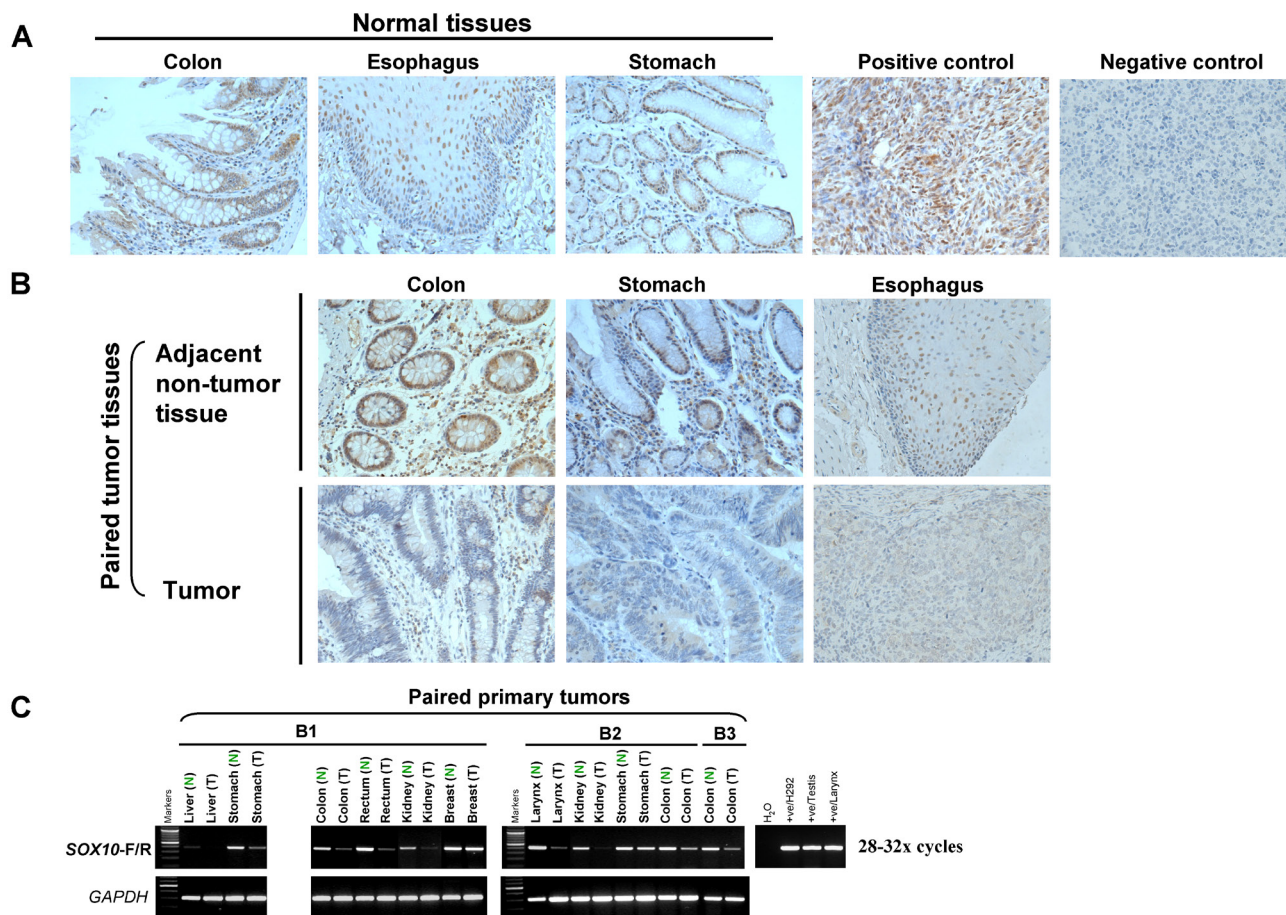 A
Normal tissues
Colon
Esophagus
Stomach
Positive control
Negative control
B
Colon
Stomach
Esophagus
Paired tumor tissues
Adjacent
non-tumor
tissue
Tumor
C
Paired primary tumors
B1
B2
B3
Markers
Liver (N)
Liver (T)
Stomach (N)
Stomach (T)
Colon (N)
Colon (T)
Rectum (N)
Rectum (T)
Kidney (N)
Kidney (T)
Breast (N)
Breast (T)
Markers
Larynx (N)
Larynx (T)
Kidney (N)
Kidney (T)
Stomach (N)
Stomach (T)
Colon (N)
Colon (T)
Colon (N)
Colon (T)
H2O
+ve/H292
+ve/Testis
+ve/Larynx
SOX10-F/R
28-32x cycles
GAPDH